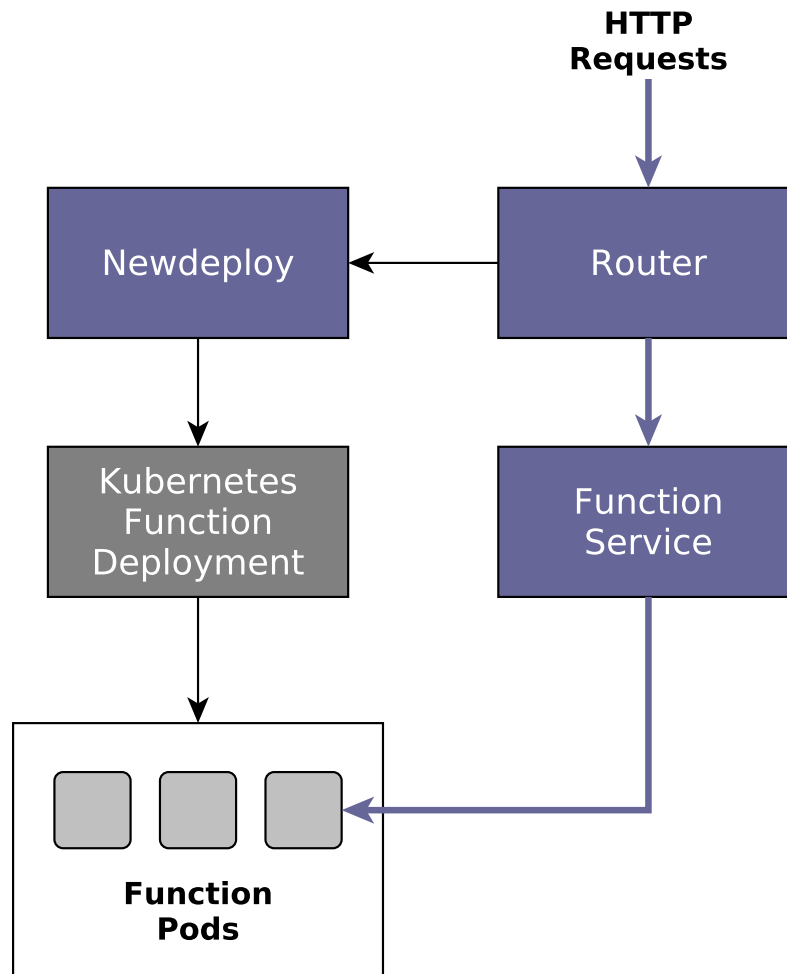 HTTP
Requests
Newdeploy
Router
Kubernetes
Function
Deployment
Function
Service
Function
Pods